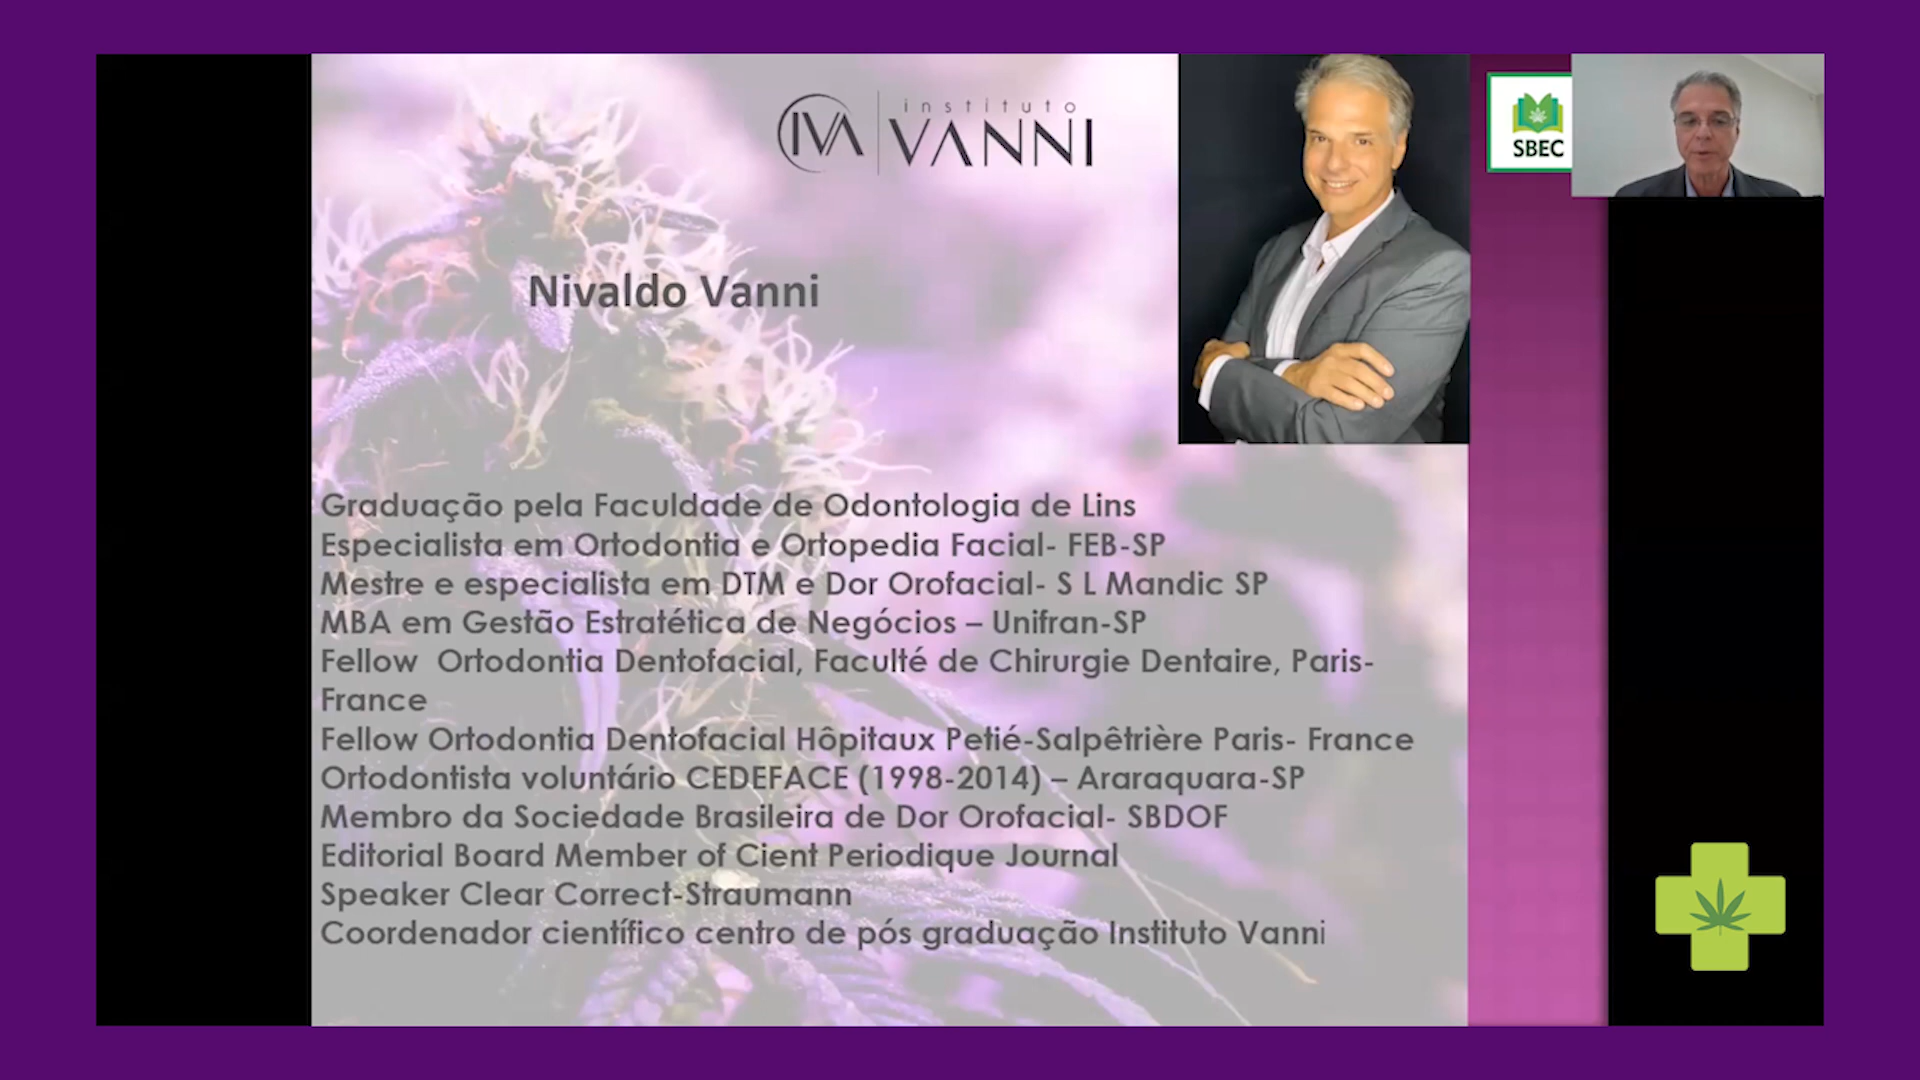 IVA
instituto
VANNI
SBEC
Nivaldo Vanni
Graduação pela Faculdade de Odontologia de Lins
Especialista em Ortodontia e Ortopedia Facial- FEB-SP
Mestre e especialista em DTM e Dor Orofacial- S L Mandic SP
MBA em Gestão Estratética de Negócios – Unifran-SP
Fellow  Ortodontia Dentofacial, Faculté de Chirurgie Dentaire, Paris-
France
Fellow Ortodontia Dentofacial Hôpitaux Petié-Salpêtrière Paris- France
Ortodontista voluntário CEDEFACE (1998-2014) – Araraquara-SP
Membro da Sociedade Brasileira de Dor Orofacial- SBDOF
Editorial Board Member of Cient Periodique Journal
Speaker Clear Correct-Straumann
Coordenador científico centro de pós graduação Instituto Vanni